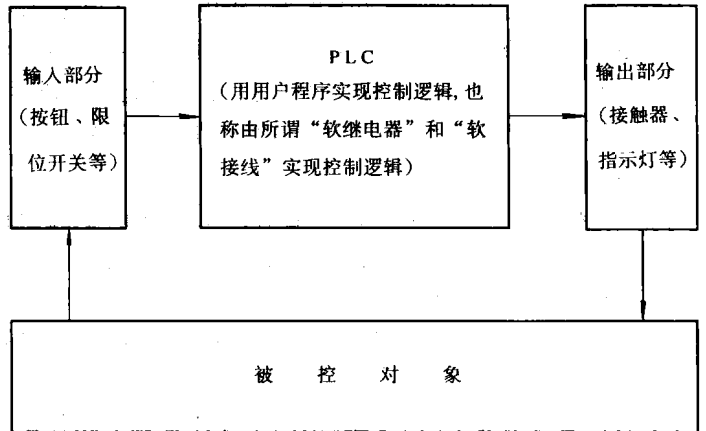 输入部分
(按钮、限
位开关等)
PLC
(用用户程序实现控制逻辑,也
称由所谓“软继电器”和“软
接线”实现控制逻辑)
输出部分
(接触器、
指示灯等)
被控对象